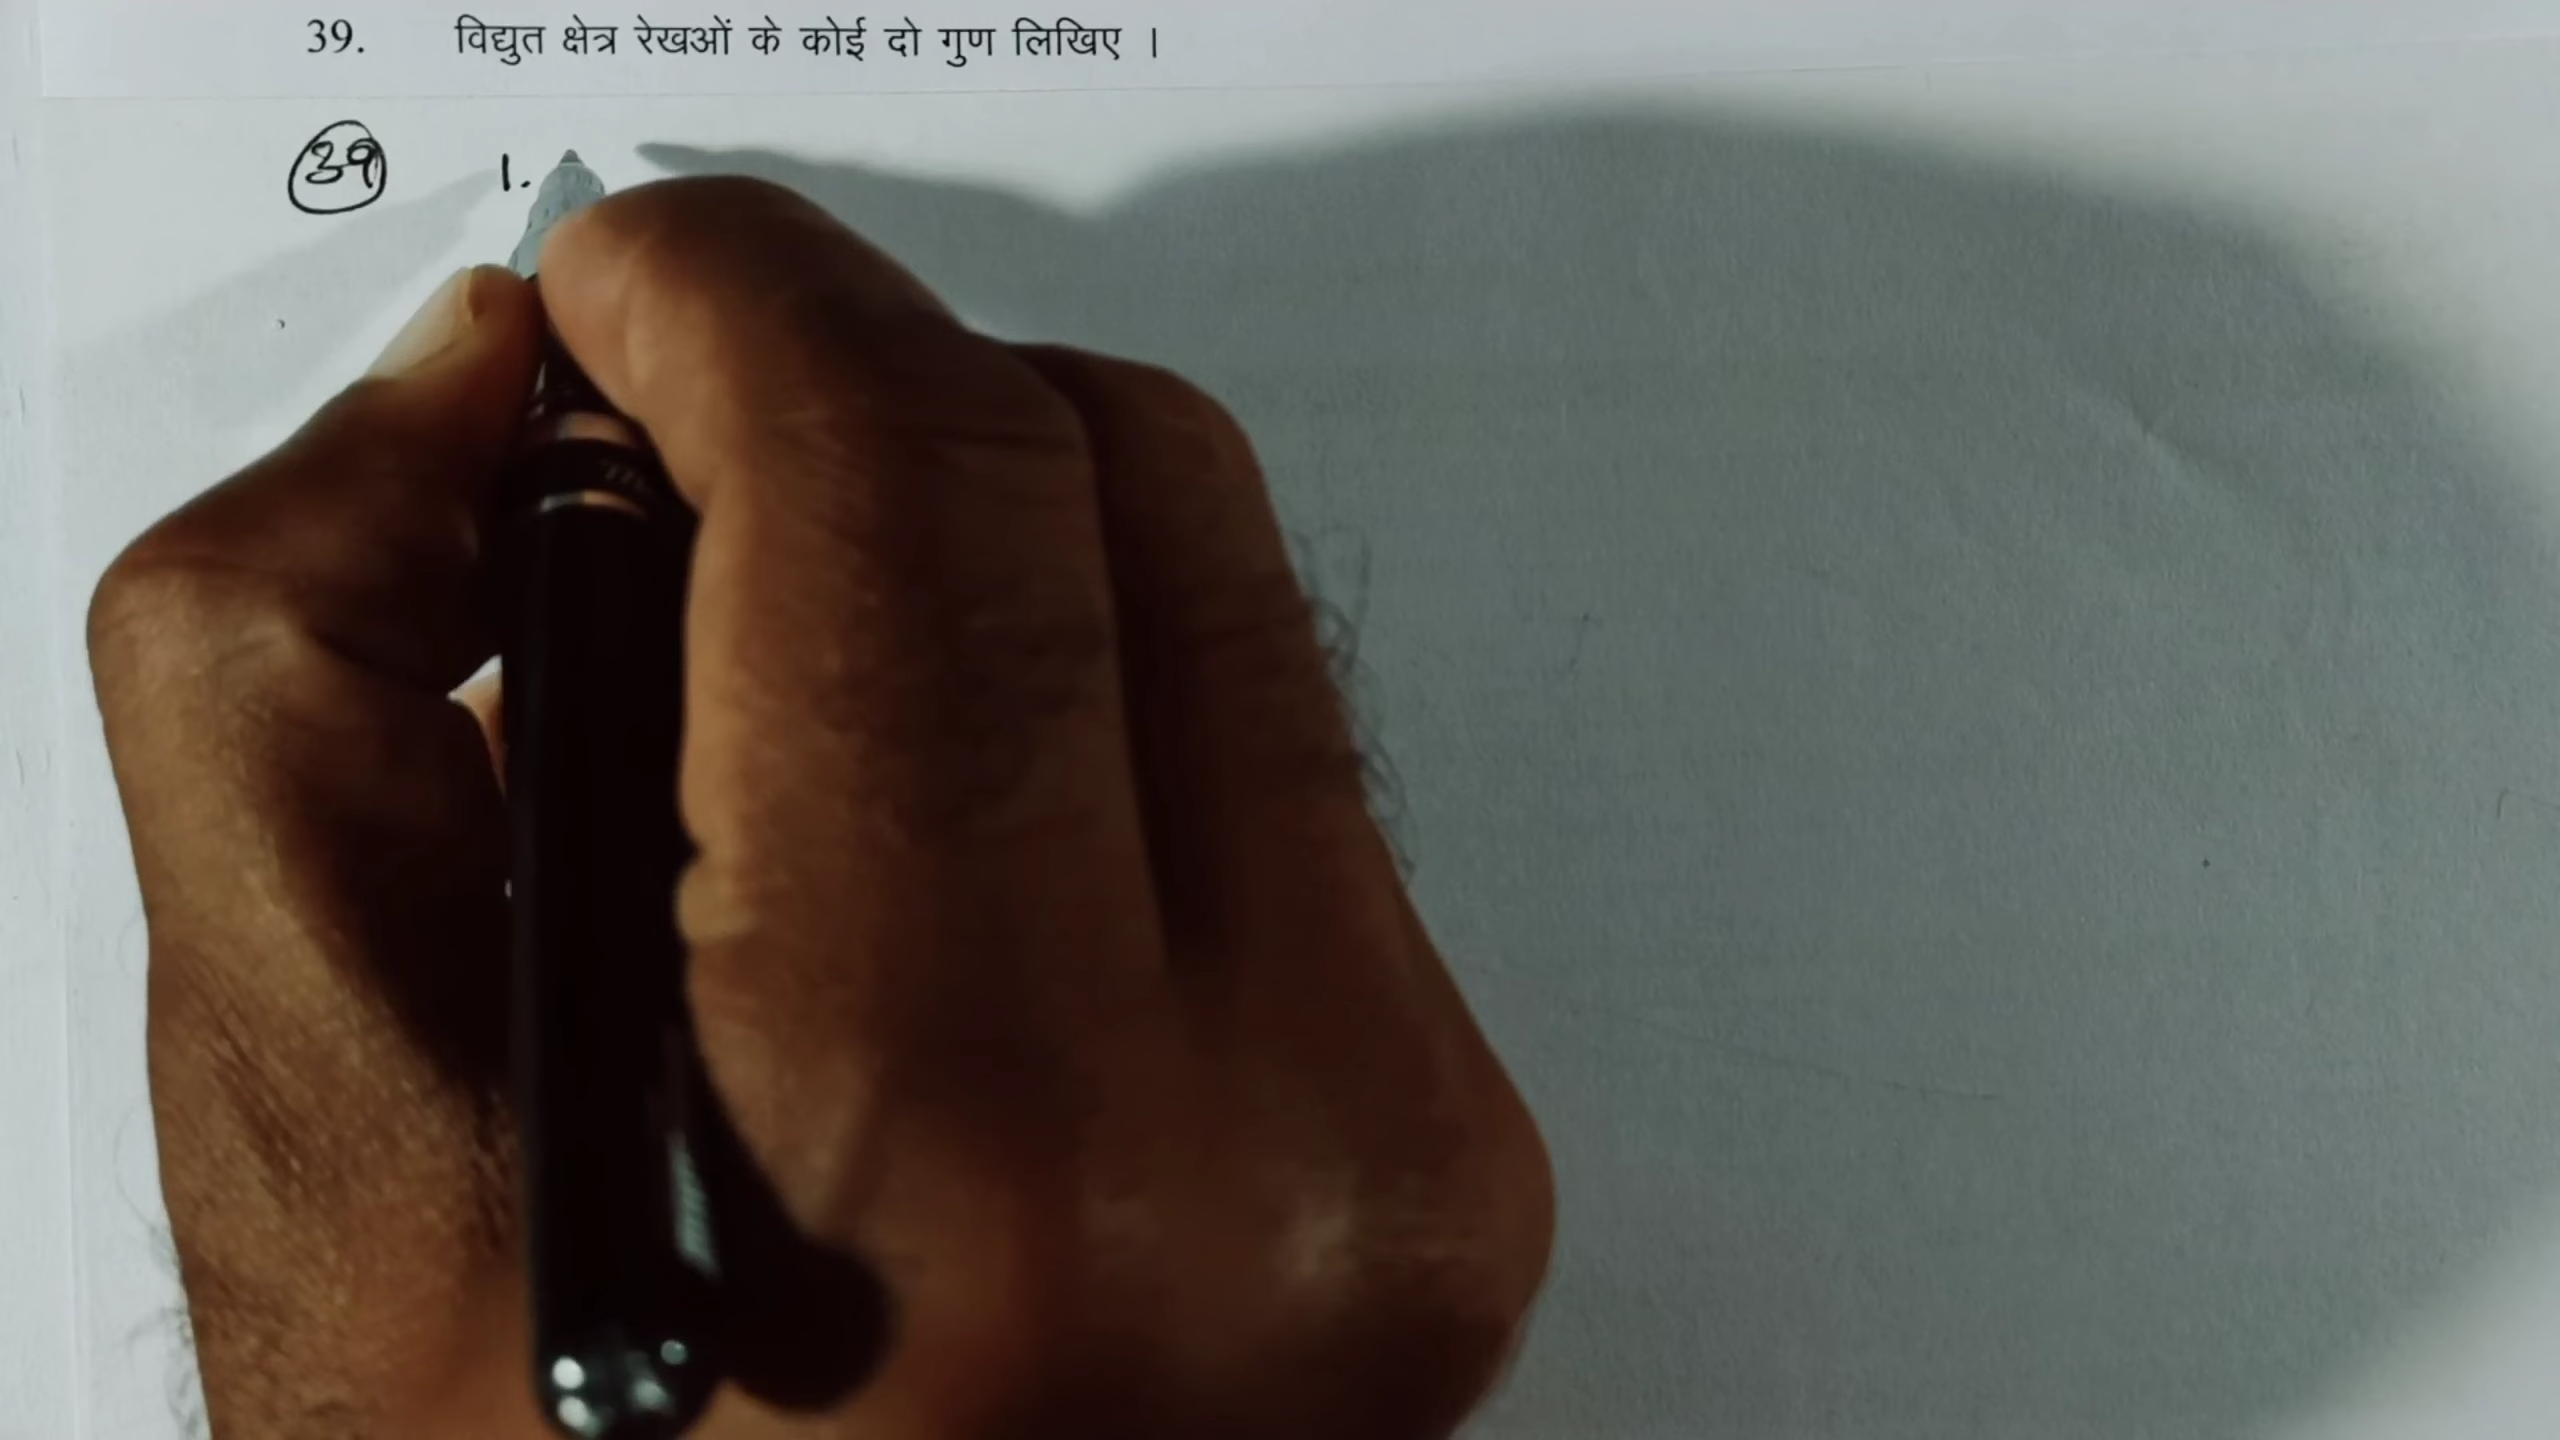 39. विद्युत क्षेत्र रेखओं के कोई दो गुण लिखिए ।
39 1.